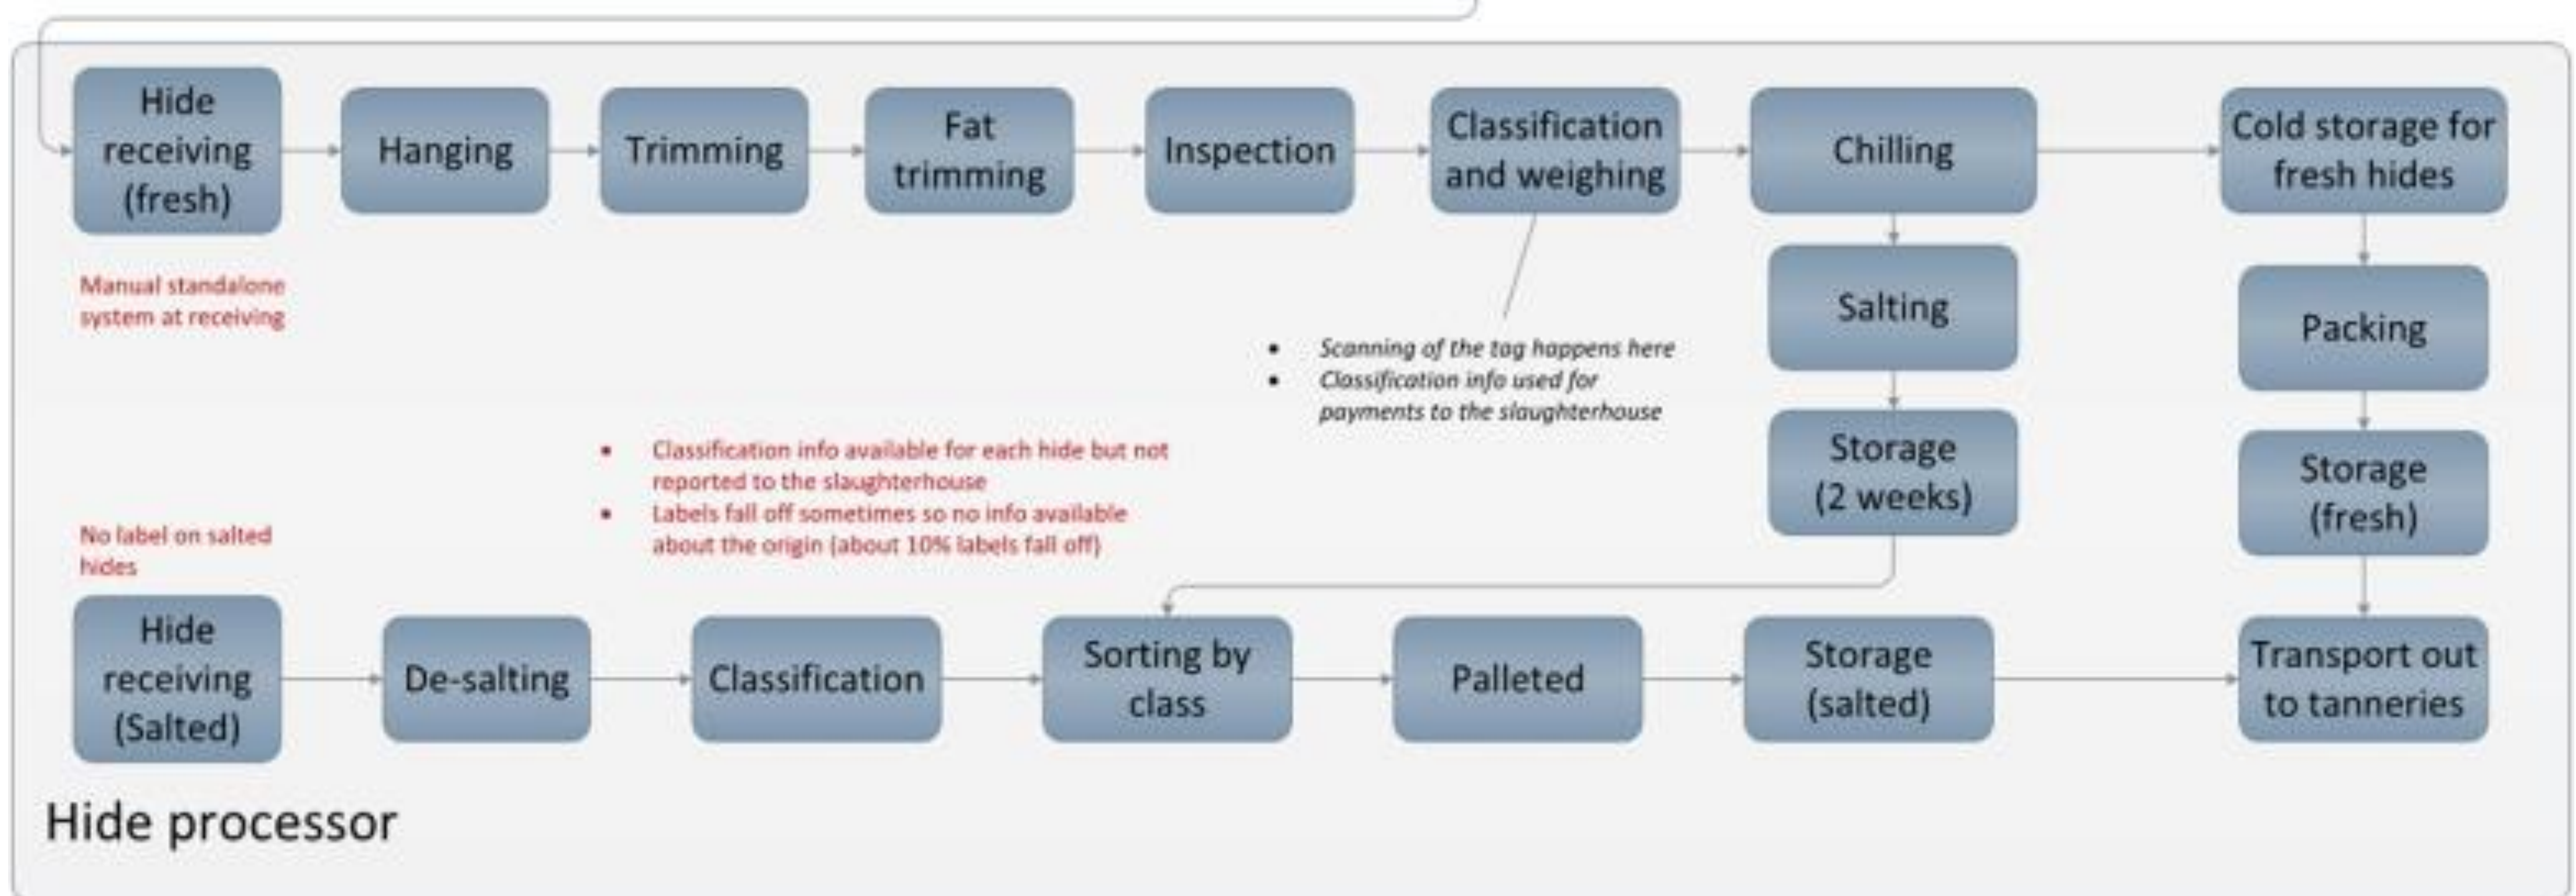 Hide
receiving
(fresh)
Hanging
Trimming
Fat
trimming
Inspection
Classification
and weighing
Chilling
Cold storage for
fresh hides
Manual standalone
system at receiving
Salting
Packing
• Scanning of the tag happens here
• Classification info used for
payments to the slaughterhouse
Storage
(2 weeks)
Storage
(fresh)
• Classification info available for each hide but not
reported to the slaughterhouse
• Labels fall off sometimes so no info available
about the origin (about 10% labels fall off)
No label on salted
hides
Hide
receiving
(Salted)
De-salting
Classification
Sorting by
class
Palleted
Storage
(salted)
Transport out
to tanneries
Hide processor